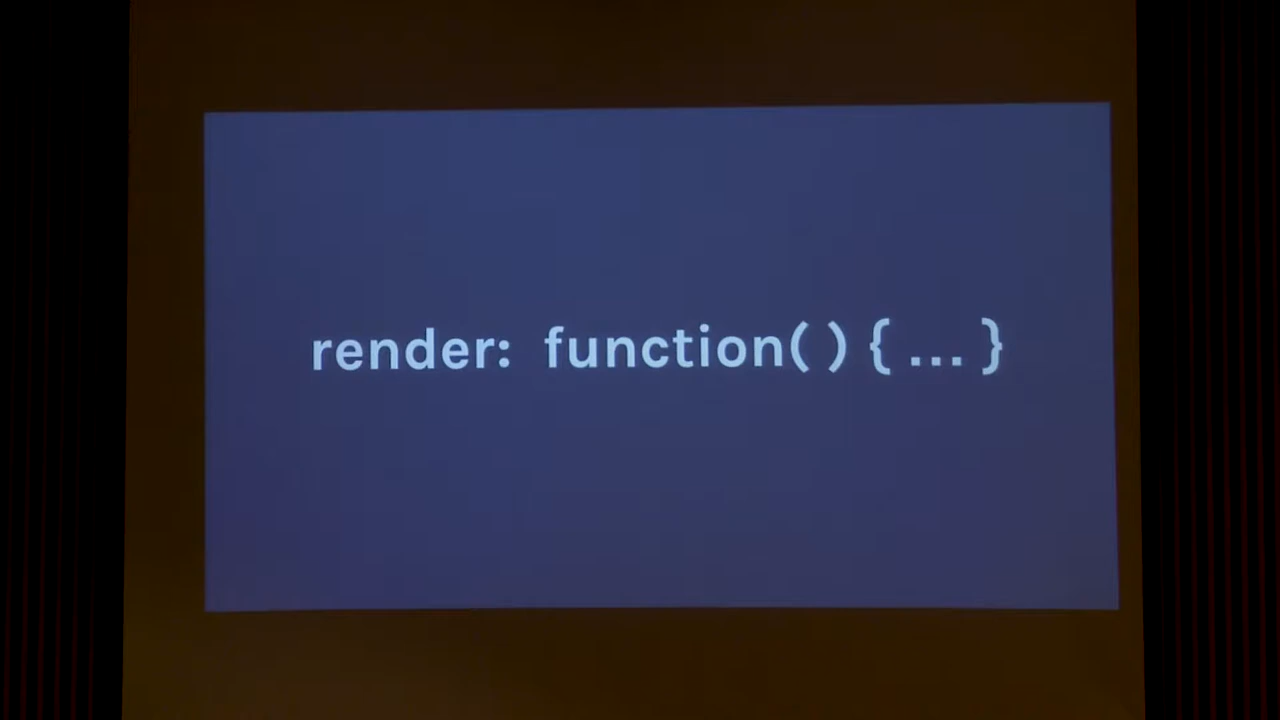 render: function( ) { ... }